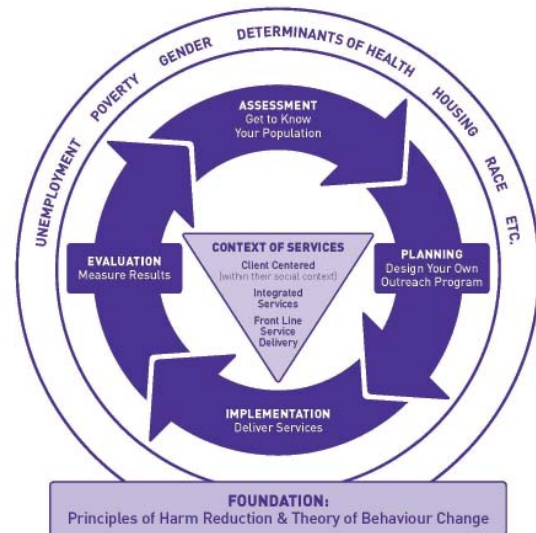 UNEMPLOYMENT POVERTY GENDER DETERMINANTS OF HEALTH HOUSING RACE ETC.
ASSESSMENT
Get to Know
Your Population
EVALUATION
Measure Results
CONTEXT OF SERVICES
Client Centered
(within their social context)
Integrated
Services
Front Line
Service
Delivery
PLANNING
Design Your Own
Outreach Program
IMPLEMENTATION
Deliver Services
FOUNDATION:
Principles of Harm Reduction & Theory of Behaviour Change